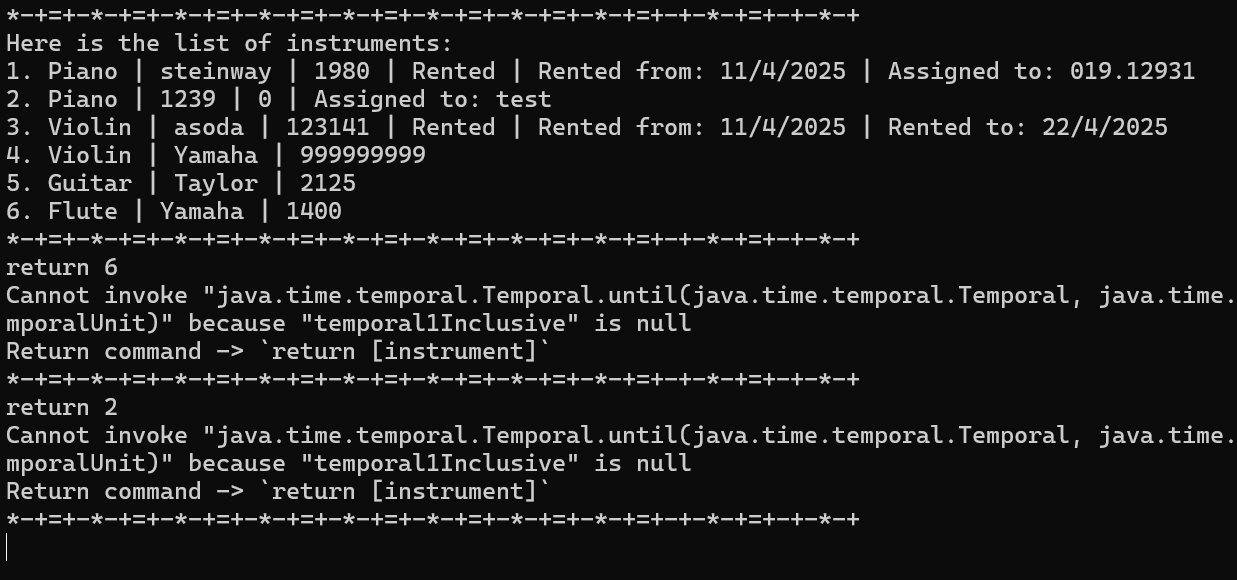 *-+=+-*-+=+-*-+=+-*-+=+-*-+=+-*-+=+-*-+=+-*-+=+-*-+=+-*-+=+-+-*-+
Here is the list of instruments:
1. Piano | steinway | 1980 | Rented | Rented from: 11/4/2025 | Assigned to: 019.12931
2. Piano | 1239 | 0 | Assigned to: test
3. Violin | asoda | 123141 | Rented | Rented from: 11/4/2025 | Rented to: 22/4/2025
4. Violin | Yamaha | 999999999
5. Guitar | Taylor | 2125
6. Flute | Yamaha | 1400
*-+=+-*-+=+-*-+=+-*-+=+-*-+=+-*-+=+-*-+=+-*-+=+-*-+=+-*-+=+-+-*-+
return 6
Cannot invoke "java.time.temporal.Temporal.until(java.time.temporal.Temporal, java.time.
mporalUnit)" because "temporal1Inclusive" is null
Return command -> `return [instrument]`
*-+=+-*-+=+-*-+=+-*-+=+-*-+=+-*-+=+-*-+=+-*-+=+-*-+=+-*-+=+-+-*-+
return 2
Cannot invoke "java.time.temporal.Temporal.until(java.time.temporal.Temporal, java.time.
mporalUnit)" because "temporal1Inclusive" is null
Return command -> `return [instrument]`
*-+=+-*-+=+-*-+=+-*-+=+-*-+=+-*-+=+-*-+=+-*-+=+-*-+=+-*-+=+-+-*-+